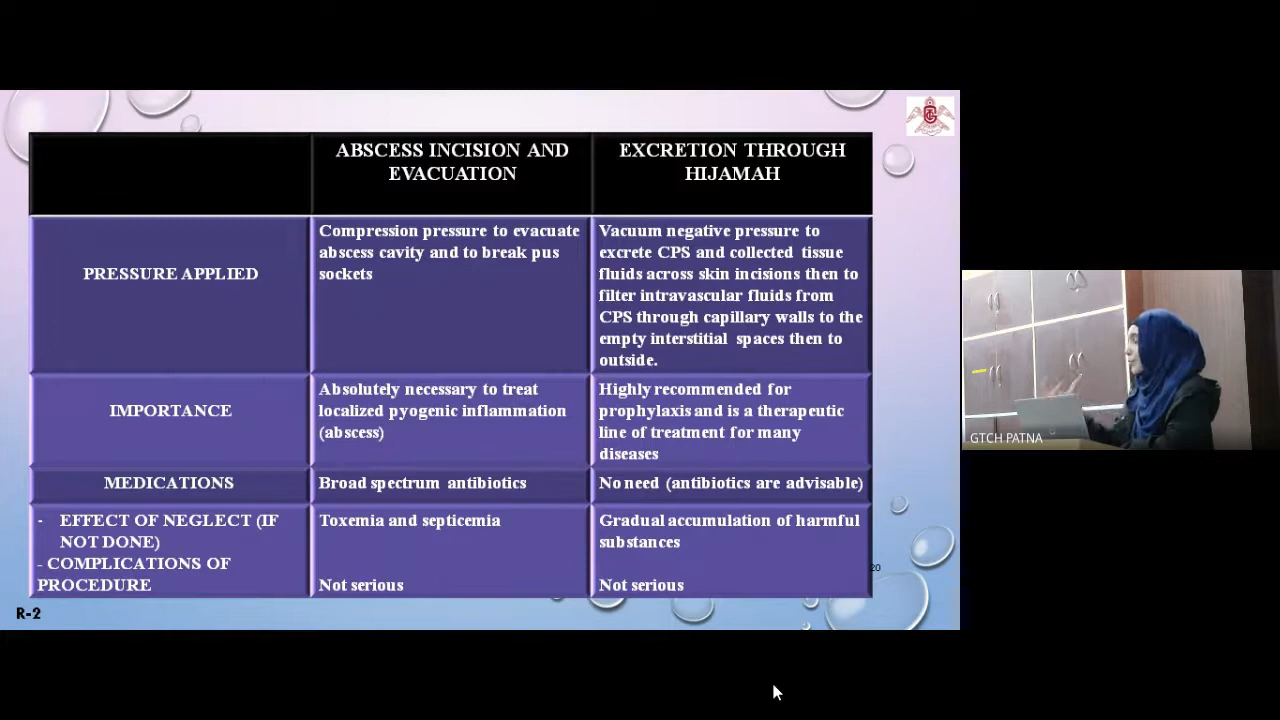 ABSCESS INCISION AND
EVACUATION
EXCRETION THROUGH
HIJAMAH
PRESSURE APPLIED
Compression pressure to evacuate
abscess cavity and to break pus
sockets
Vacuum negative pressure to
excrete CPS and collected tissue
fluids across skin incisions then to
filter intravascular fluids from
CPS through capillary walls to the
empty interstitial spaces then to
outside.
IMPORTANCE
Absolutely necessary to treat
localized pyogenic inflammation
(abscess)
Highly recommended for
prophylaxis and is a therapeutic
line of treatment for many
diseases
MEDICATIONS
Broad spectrum antibiotics
No need (antibiotics are advisable)
- EFFECT OF NEGLECT (IF
NOT DONE)
- COMPLICATIONS OF
PROCEDURE
Toxemia and septicemia
Not serious
Gradual accumulation of harmful
substances
Not serious
20
R-2
GTCH PATNA